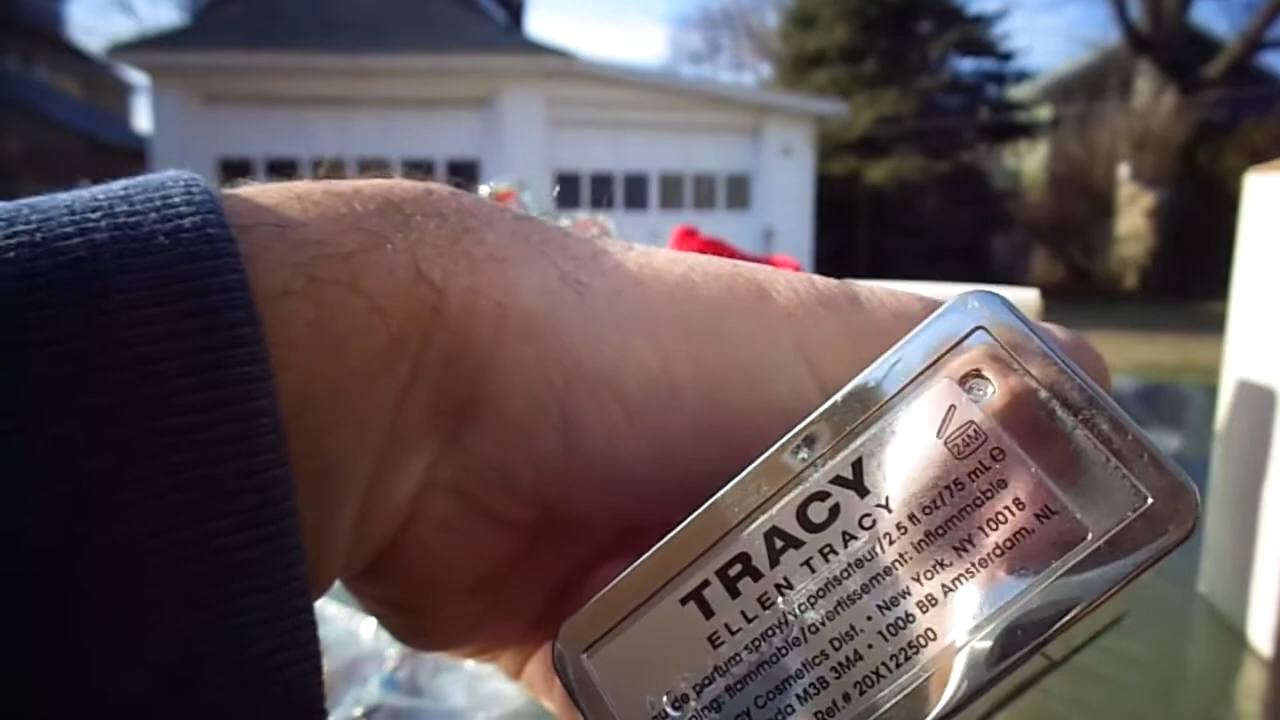 24M
TRACY
ELLEN TRACY
de parfum spray/vaporisateur/2.5 fl oz/75 mL e
flammable/avertissement: inflammable
Cosmetics Dist. • New York, NY 10018
M3B 3M4 • 1006 BB Amsterdam, NL
Ref.# 20X122500